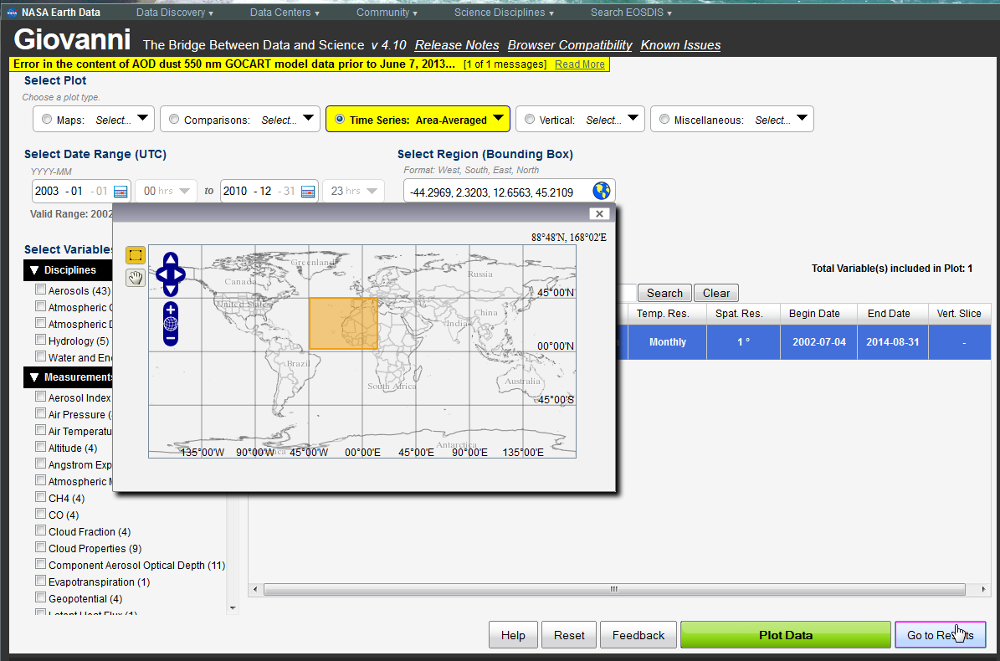 NASA Earth Data Data Discovery Data Centers Community Science Disciplines Search EOSDIS
Giovanni The Bridge Between Data and Science v 4.10 Release Notes Browser Compatibility Known Issues
Error in the content of AOD dust 550 nm GOCART model data prior to June 7, 2013... [1 of 1 messages] Read More
Select Plot
Choose a plot type.
Maps: Select... Comparisons: Select... Time Series: Area-Averaged Vertical: Select... Miscellaneous: Select...
Select Date Range (UTC) Select Region (Bounding Box)
YYYY-MM Format: West, South, East, North
2003 - 01 - 01 00 hrs to 2010 - 12 - 31 23 hrs -44.2969, 2.3203, 12.6563, 45.2109
Valid Range: 2002
88°48'N, 168°02'E
Select Variables
Total Variable(s) included in Plot: 1
Disciplines
Search Clear
Temp. Res. Spat. Res. Begin Date End Date Vert. Slice
Monthly 1 ° 2002-07-04 2014-08-31 -
Aerosols (43)
Atmospheric
Atmospheric
Hydrology (5)
Water and
Measurements
Aerosol Index
Air Pressure
Air
Altitude (4)
Angstrom
Atmospheric
CH4 (4)
CO (4)
Cloud Fraction (4)
Cloud Properties (9)
Component Aerosol Optical Depth (11)
Evapotranspiration (1)
Geopotential (4)
Latent Heat Flux (1)
Greenland
Russia
Canada
45°00'N
United States
China
India
00°00'N
Brazil
Australia
South Africa
45°00'S
Antarctica
135°00'W 90°00'W 45°00'W 00°00'E 45°00'E 90°00'E 135°00'E
Help Reset Feedback Plot Data Go to Results